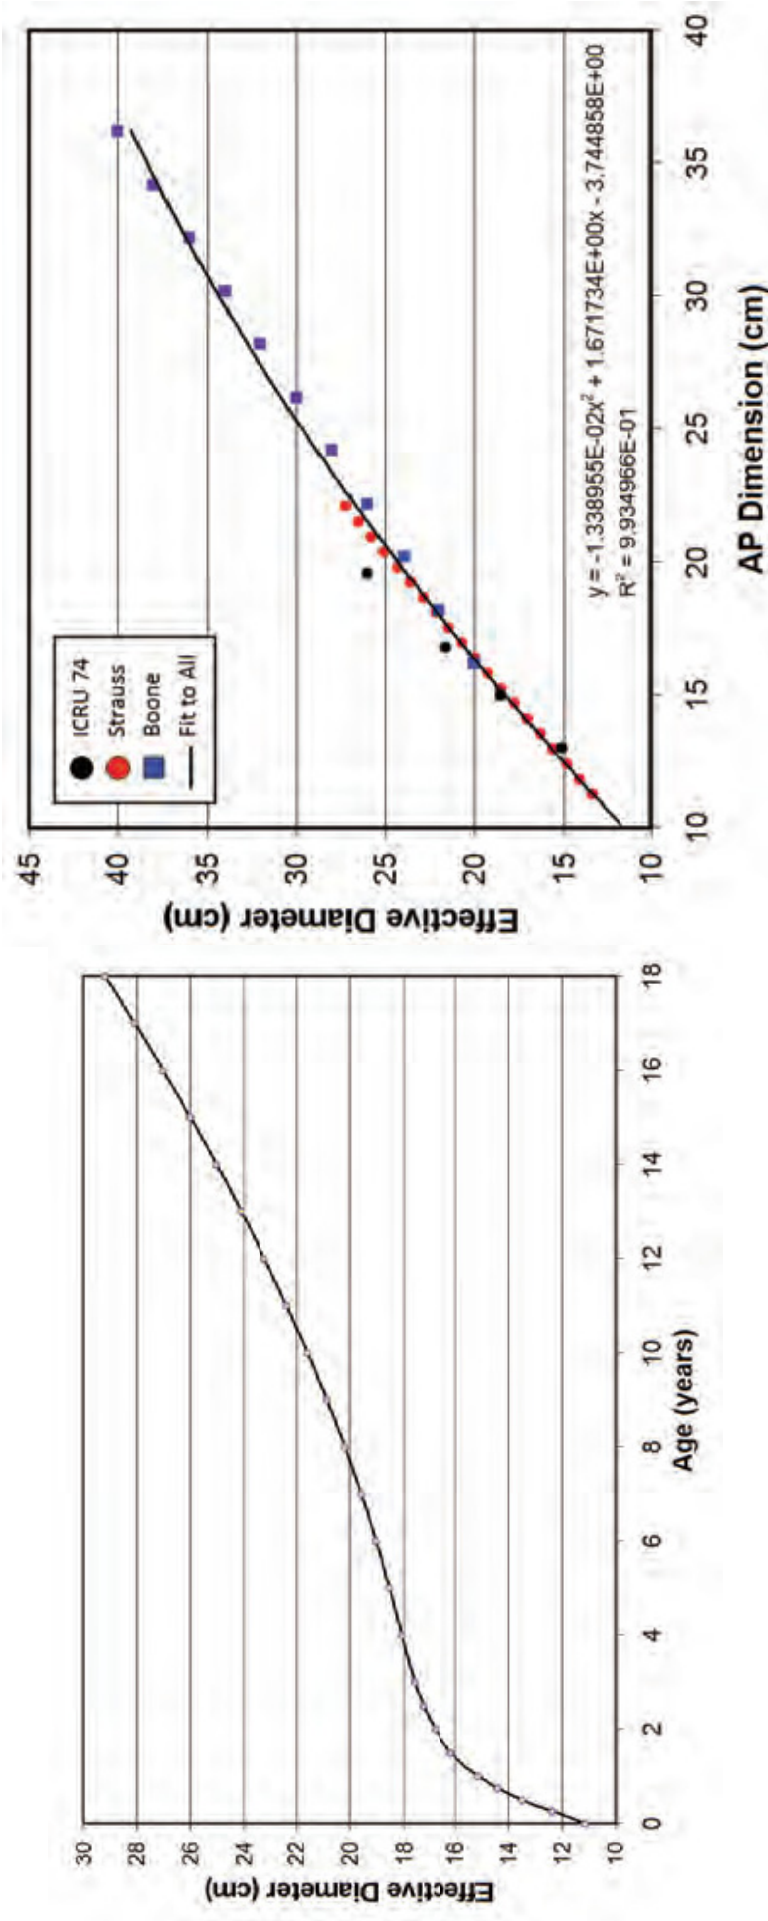 30
28
26
24
22
20
18
16
14
12
10
Effective Diameter (cm)
0 2 4 6 8 10 12 14 16 18
Age (years)
45
40
35
30
25
20
15
10
Effective Diameter (cm)
ICRU 74
Strauss
Boone
Fit to All
y = -1.338955E-02x² + 1.671734E+00x - 3.744858E+00
R² = 9.934966E-01
10 15 20 25 30 35 40
AP Dimension (cm)